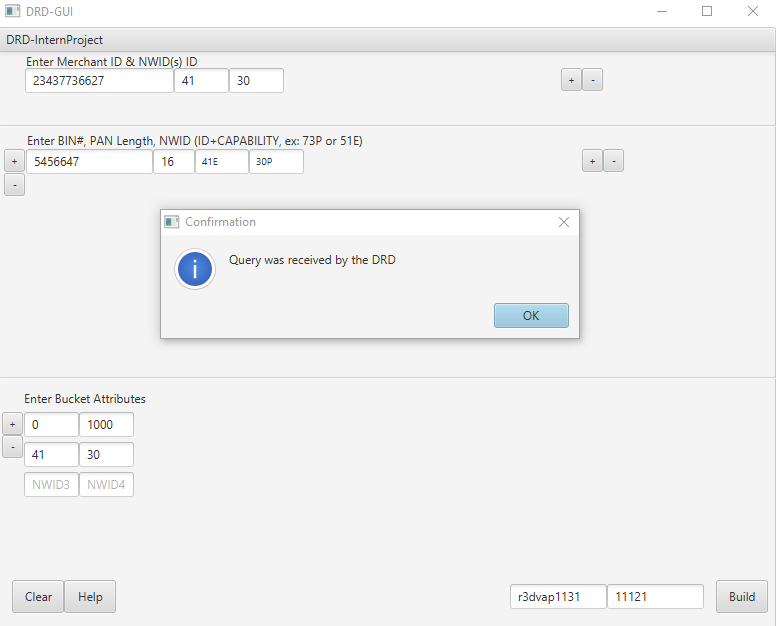 DRD-GUI
DRD-InternProject
Enter Merchant ID & NWID(s) ID
23437736627 41 30 + -
Enter BIN#, PAN Length, NWID (ID+CAPABILITY, ex: 73P or 51E)
+ 5456647 16 41E 30P + -
-
Confirmation
Query was received by the DRD
OK
Enter Bucket Attributes
+ 0 1000
- 41 30
NWID3 NWID4
Clear Help r3dvap1131 11121 Build